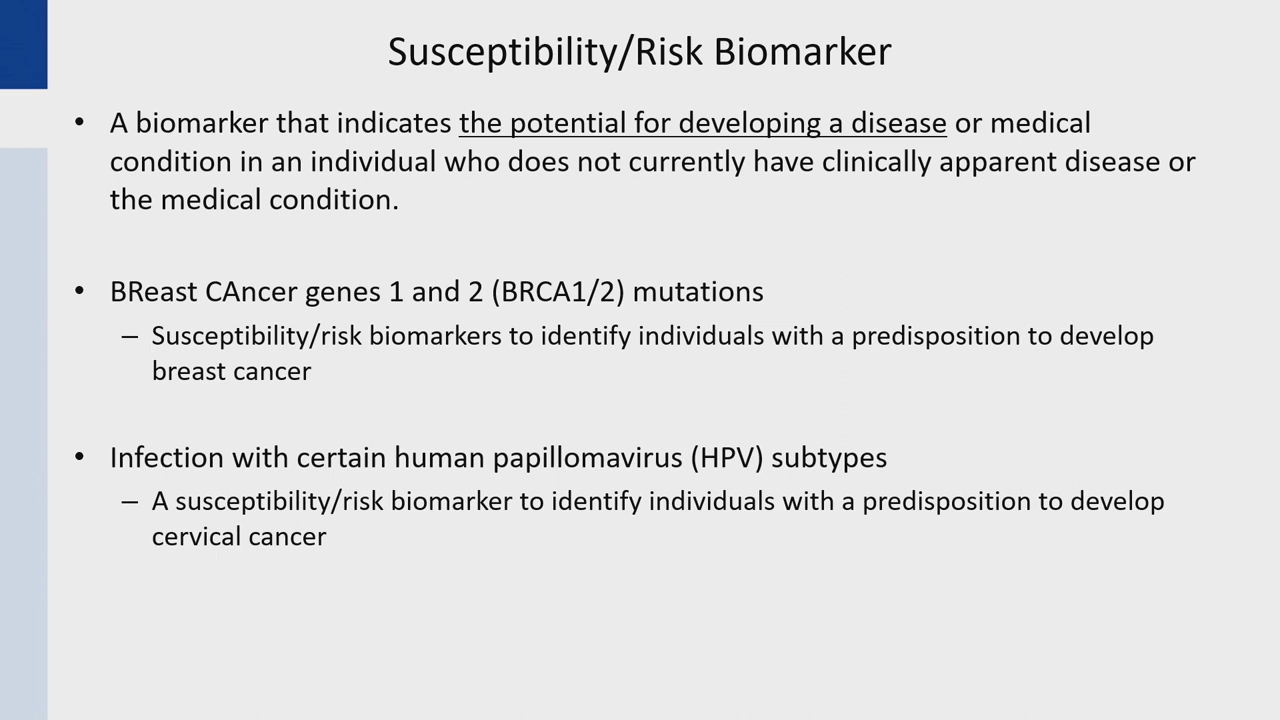 Susceptibility/Risk Biomarker
• A biomarker that indicates the potential for developing a disease or medical
condition in an individual who does not currently have clinically apparent disease or
the medical condition.
• BReast CAncer genes 1 and 2 (BRCA1/2) mutations
– Susceptibility/risk biomarkers to identify individuals with a predisposition to develop
breast cancer
• Infection with certain human papillomavirus (HPV) subtypes
– A susceptibility/risk biomarker to identify individuals with a predisposition to develop
cervical cancer